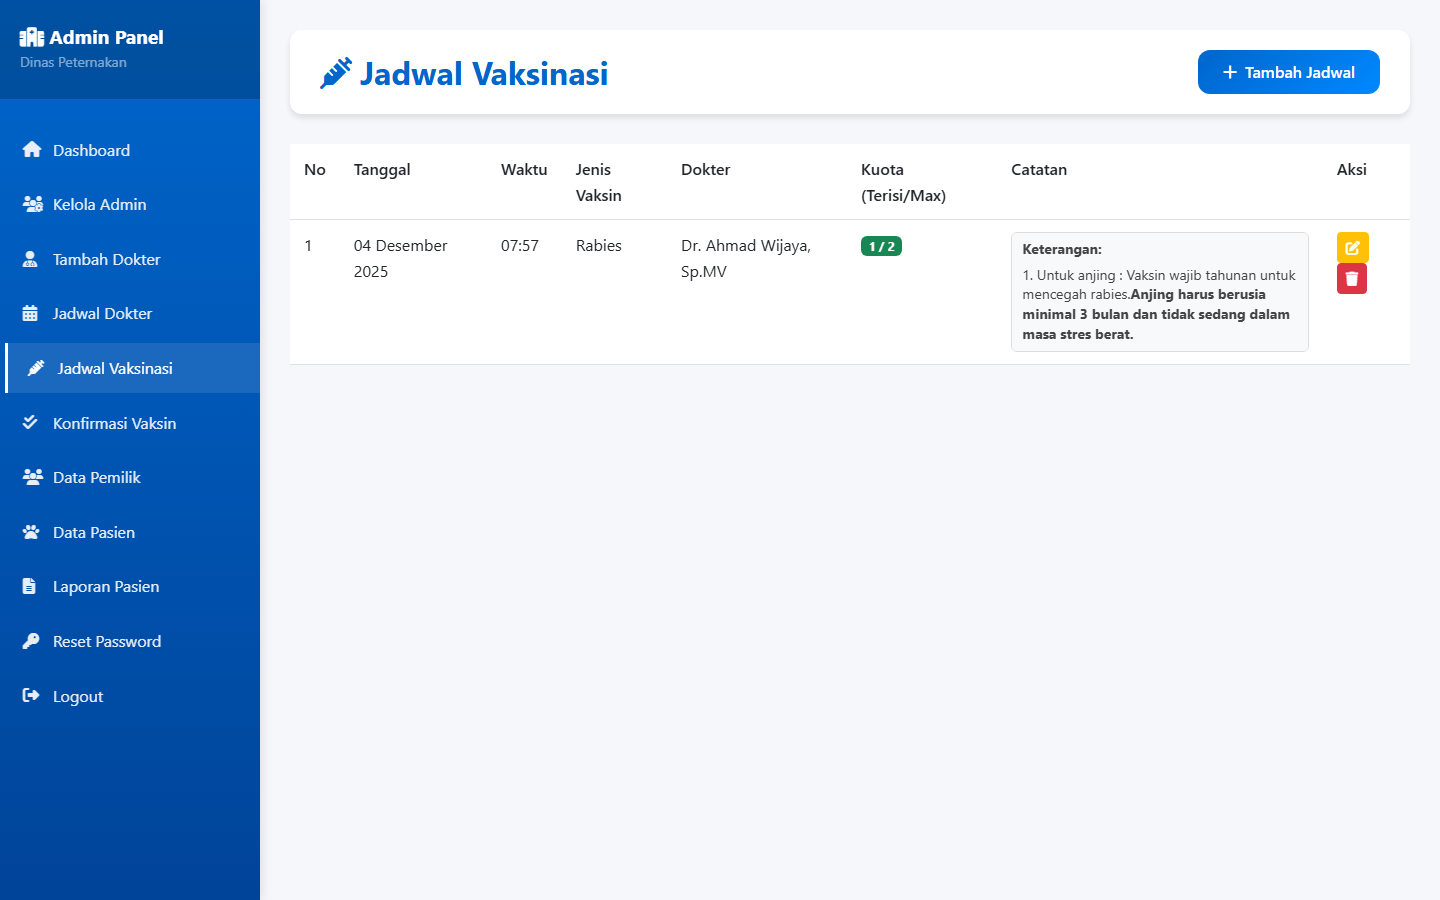 Admin Panel
Dinas Peternakan
Dashboard
Kelola Admin
Tambah Dokter
Jadwal Dokter
Jadwal Vaksinasi
Konfirmasi Vaksin
Data Pemilik
Data Pasien
Laporan Pasien
Reset Password
Logout
Jadwal Vaksinasi
+ Tambah Jadwal
No Tanggal Waktu Jenis Vaksin Dokter Kuota (Terisi/Max) Catatan Aksi
1 04 Desember 2025 07:57 Rabies Dr. Ahmad Wijaya, Sp.MV 1 / 2
Keterangan:
1. Untuk anjing : Vaksin wajib tahunan untuk
mencegah rabies.Anjing harus berusia
minimal 3 bulan dan tidak sedang dalam
masa stres berat.